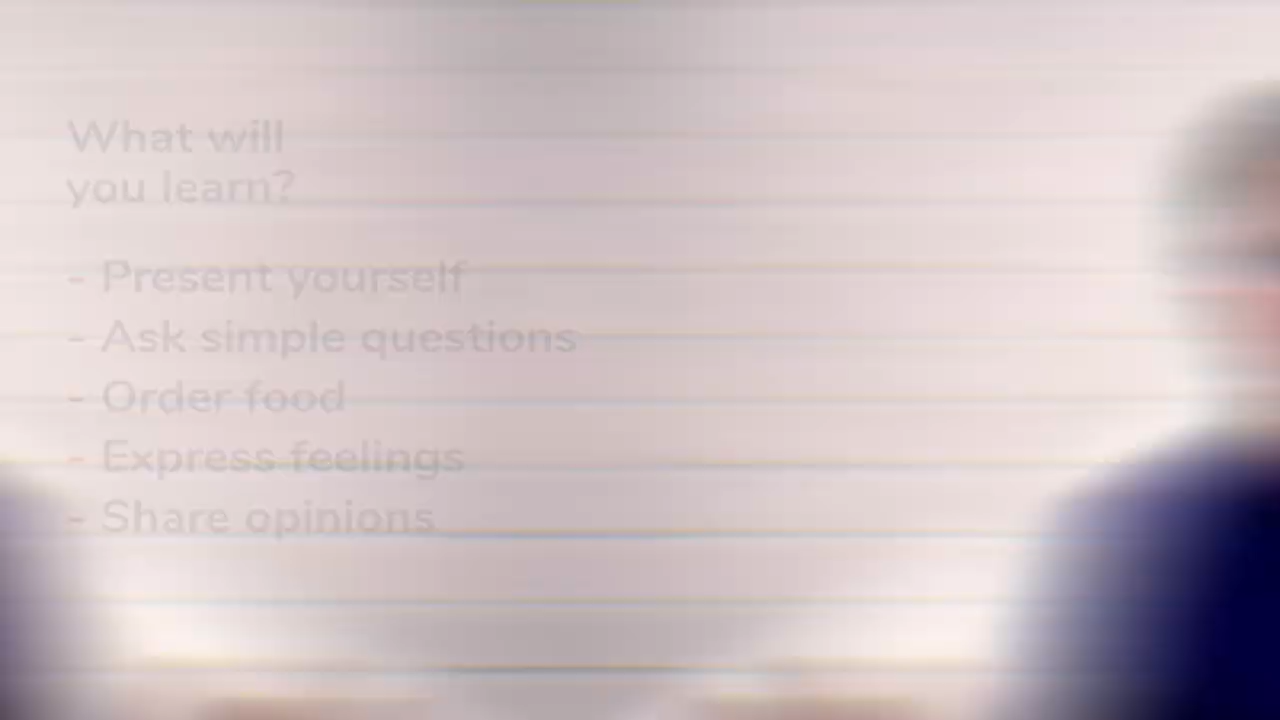 What will
you learn?
- Present yourself
- Ask simple questions
- Order food
- Express feelings
- Share opinions